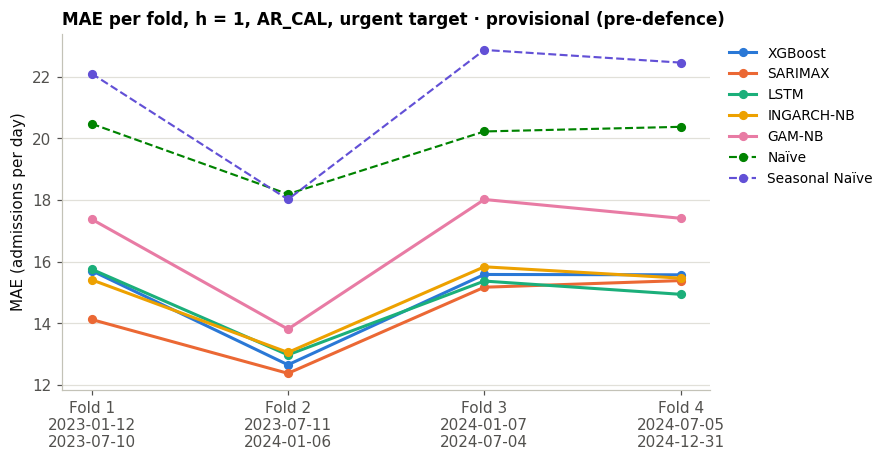 MAE per fold, h = 1, AR_CAL, urgent target · provisional (pre-defence)
MAE (admissions per day)
22
20
18
16
14
12
Fold 1
2023-01-12
2023-07-10
Fold 2
2023-07-11
2024-01-06
Fold 3
2024-01-07
2024-07-04
Fold 4
2024-07-05
2024-12-31
XGBoost
SARIMAX
LSTM
INGARCH-NB
GAM-NB
Naïve
Seasonal Naïve